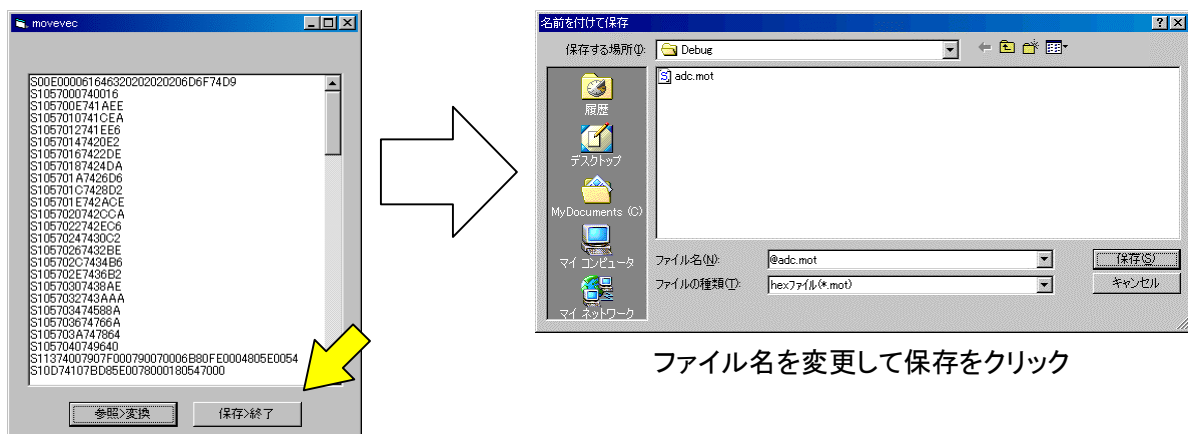 movevec
S00E00006164632020202020206D6F74D9
S1057000740016
S105700E741AEE
S1057010741CEA
S1057012741EE6
S10570147420E2
S10570167422DE
S10570187424DA
S105701A7426D6
S105701C7428D2
S105701E742ACE
S1057020742CCA
S1057022742EC6
S10570247430C2
S10570267432BE
S105702C7434B6
S105702E7436B2
S10570307438AE
S1057032743AAA
S105703474588A
S105703674766A
S105703A747864
S1057040749640
S11374007907F000790070006B80FE0004805E0054
S10D74107BD85E0078000180547000
参照>変換
保存>終了
名前を付けて保存
保存する場所(I):
Debug
adc.mot
履歴
デスクトップ
MyDocuments (C)
マイ コンピュータ
マイ ネットワーク
ファイル名(N):
@adc.mot
保存(S)
ファイルの種類(T):
hexファイル(*.mot)
キャンセル
ファイル名を変更して保存をクリック